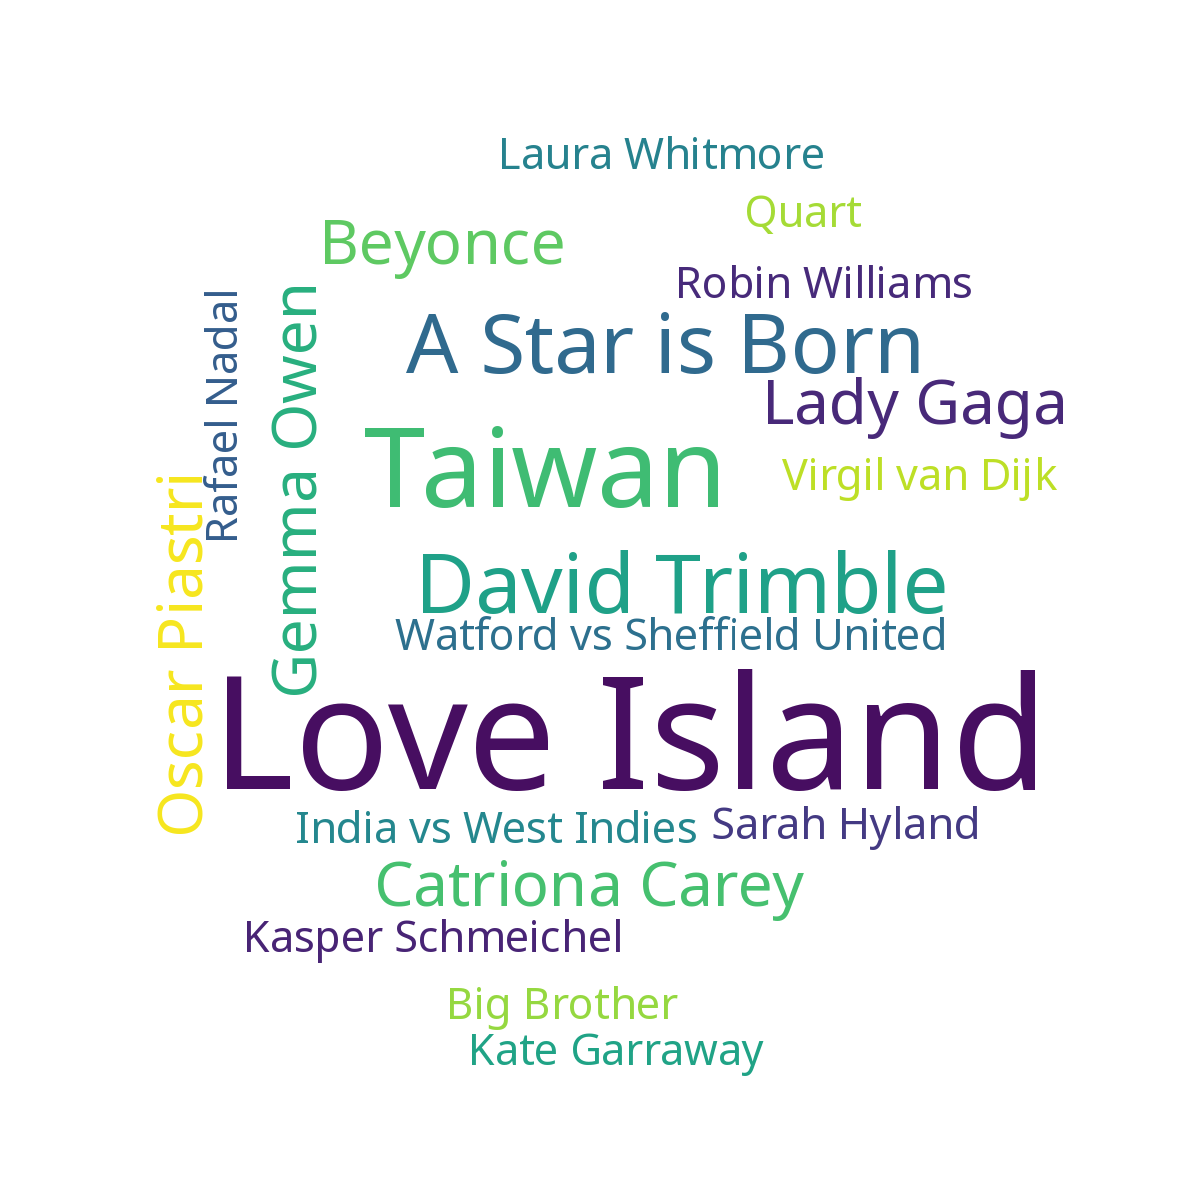 Laura Whitmore
Quart
Beyonce
Robin Williams
A Star is Born
Lady Gaga
Rafael Nadal
Gemma Owen
Taiwan
Virgil van Dijk
Oscar Piastri
David Trimble
Watford vs Sheffield United
Love Island
India vs West Indies
Sarah Hyland
Catriona Carey
Kasper Schmeichel
Big Brother
Kate Garraway